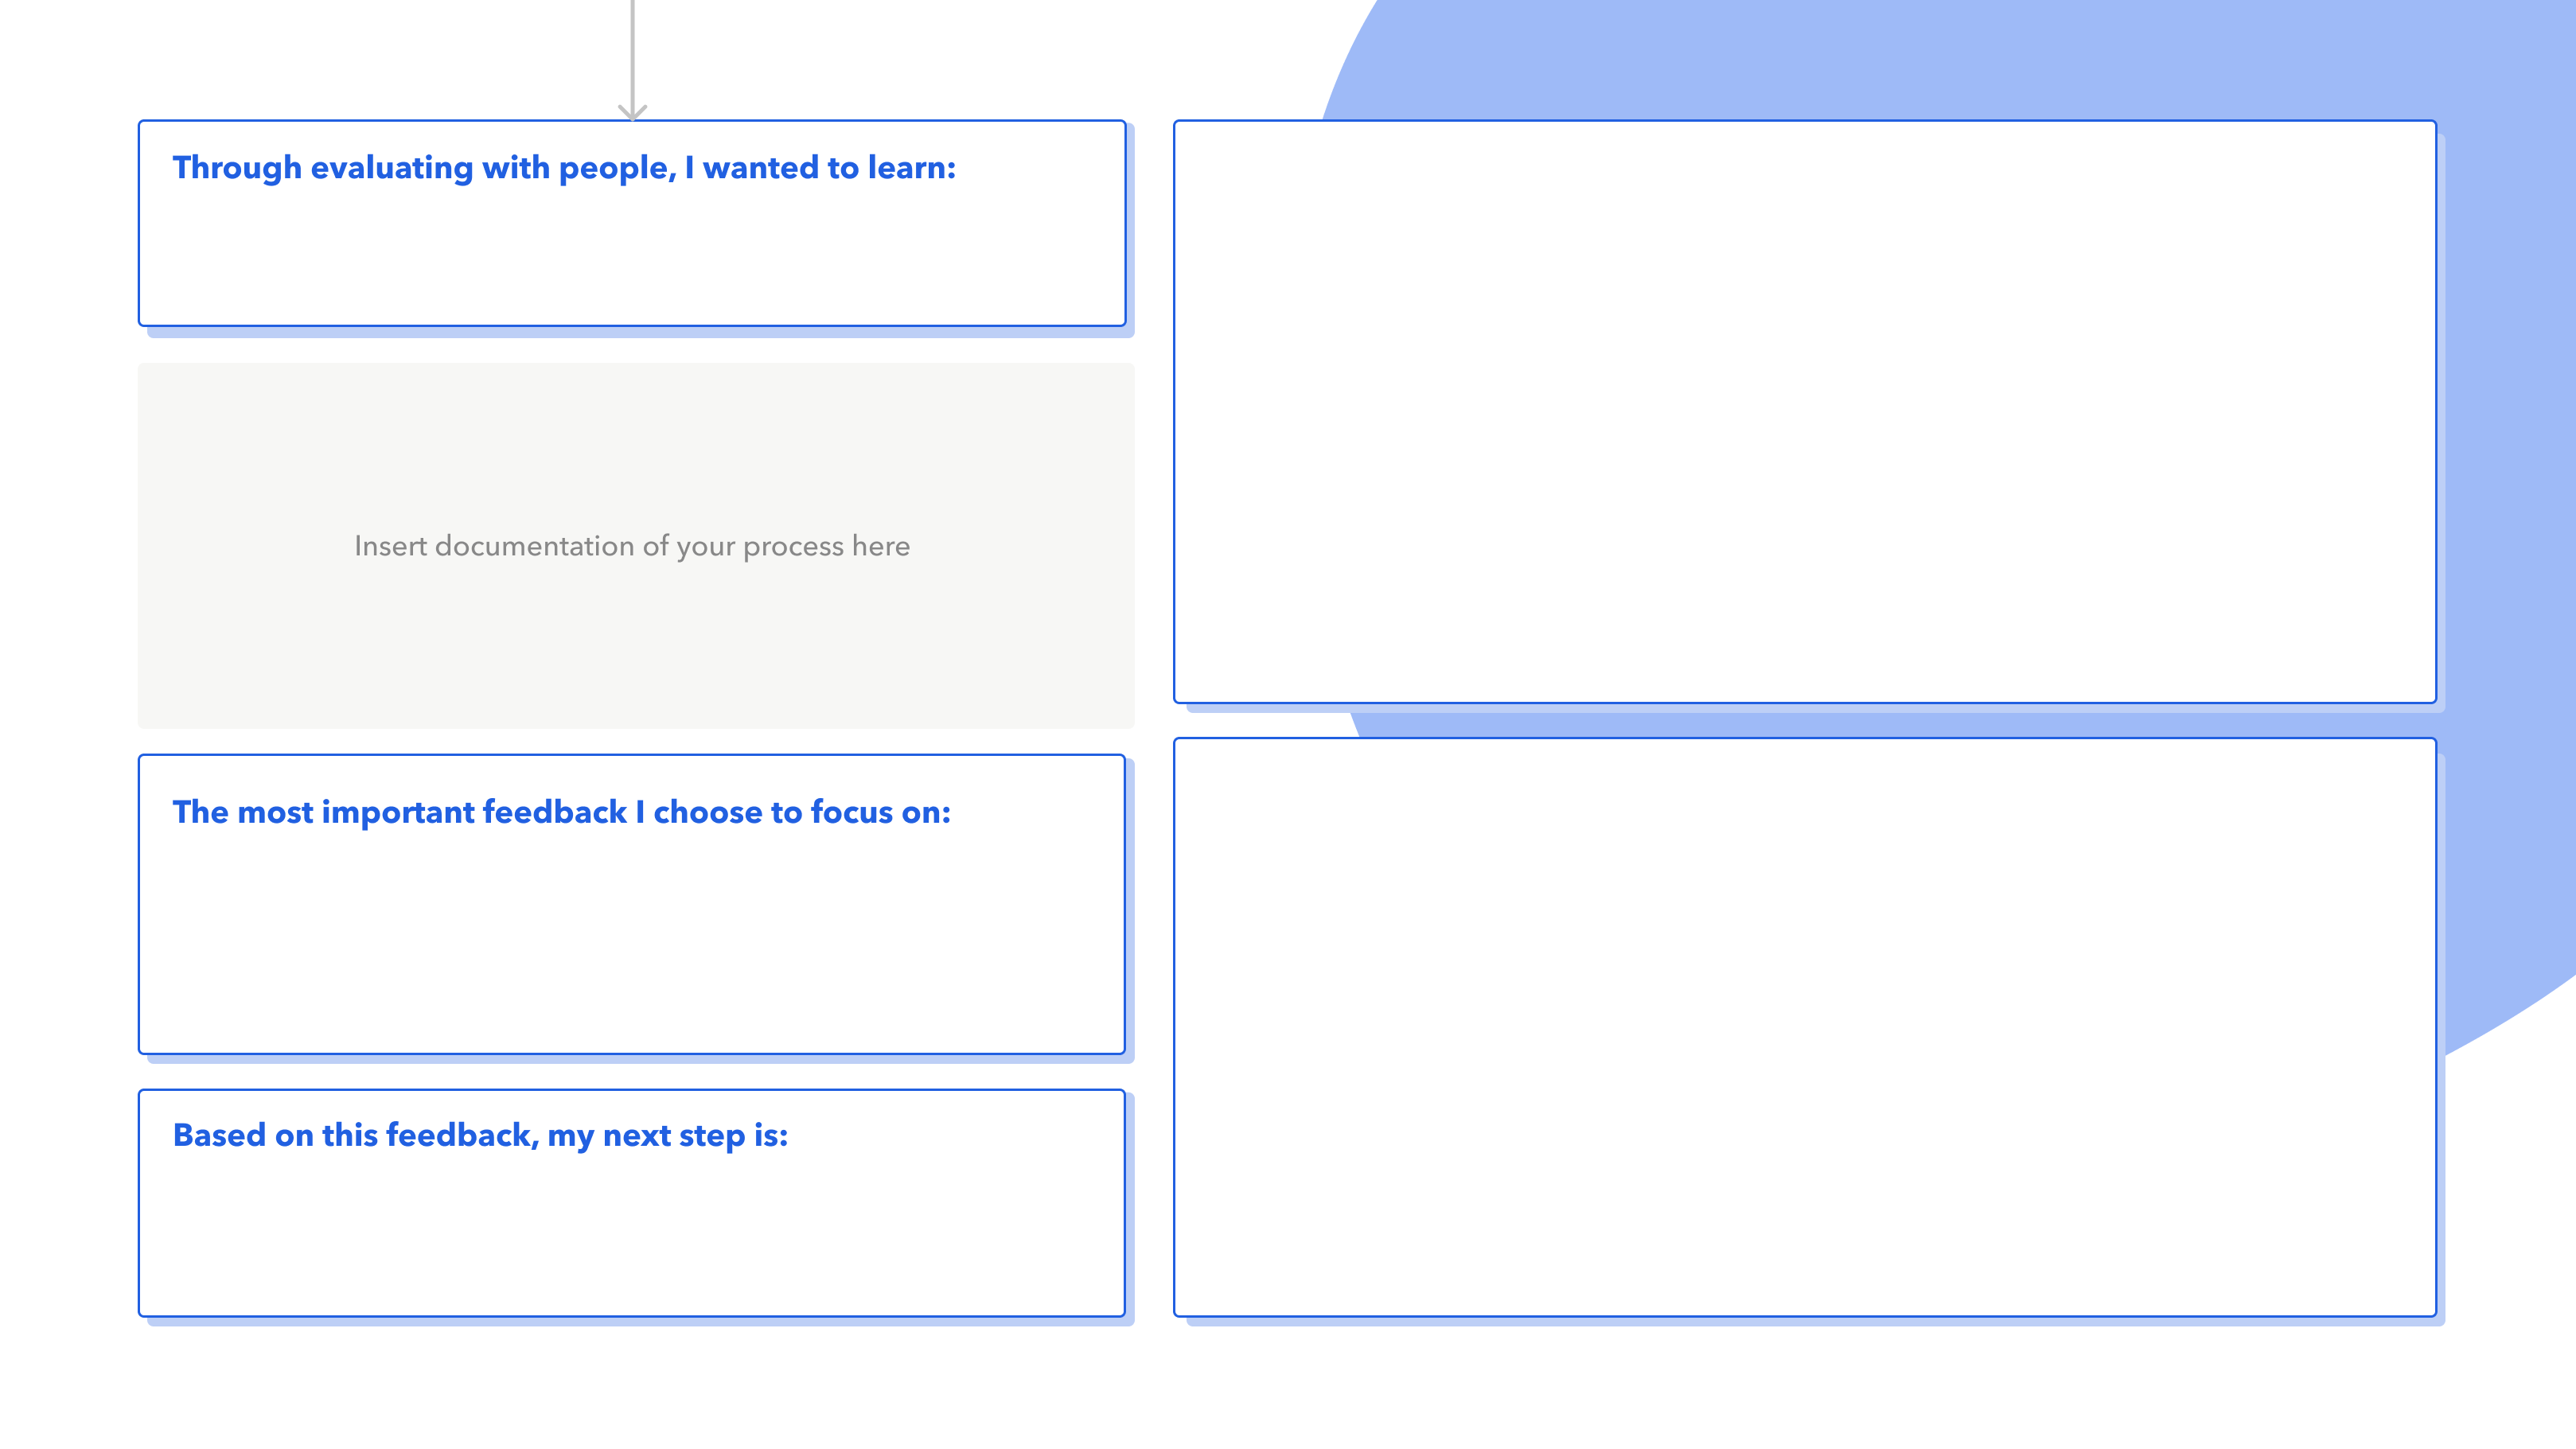 Through evaluating with people, I wanted to learn:
Insert documentation of your process here
The most important feedback I choose to focus on:
Based on this feedback, my next step is: